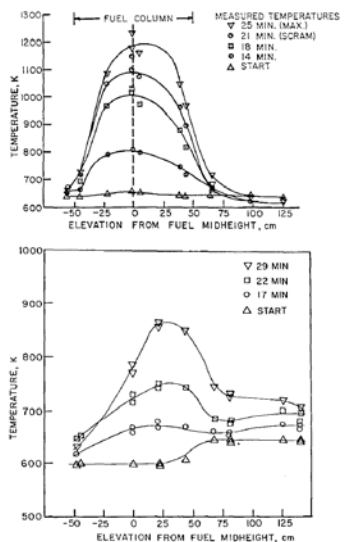 FUEL COLUMN
MEASURED TEMPERATURES
25 MIN. (MAX.)
21 MIN. (SCRAM)
18 MIN.
14 MIN.
START
1300
1200
1100
1000
900
800
700
600
TEMPERATURE, K
-50 -25 0 25 50 75 100 125
ELEVATION FROM FUEL MIDHEIGHT, cm
29 MIN
22 MIN
17 MIN
START
1000
900
800
700
600
500
TEMPERATURE, K
-50 -25 0 25 50 75 100 125
ELEVATION FROM FUEL MIDHEIGHT, cm